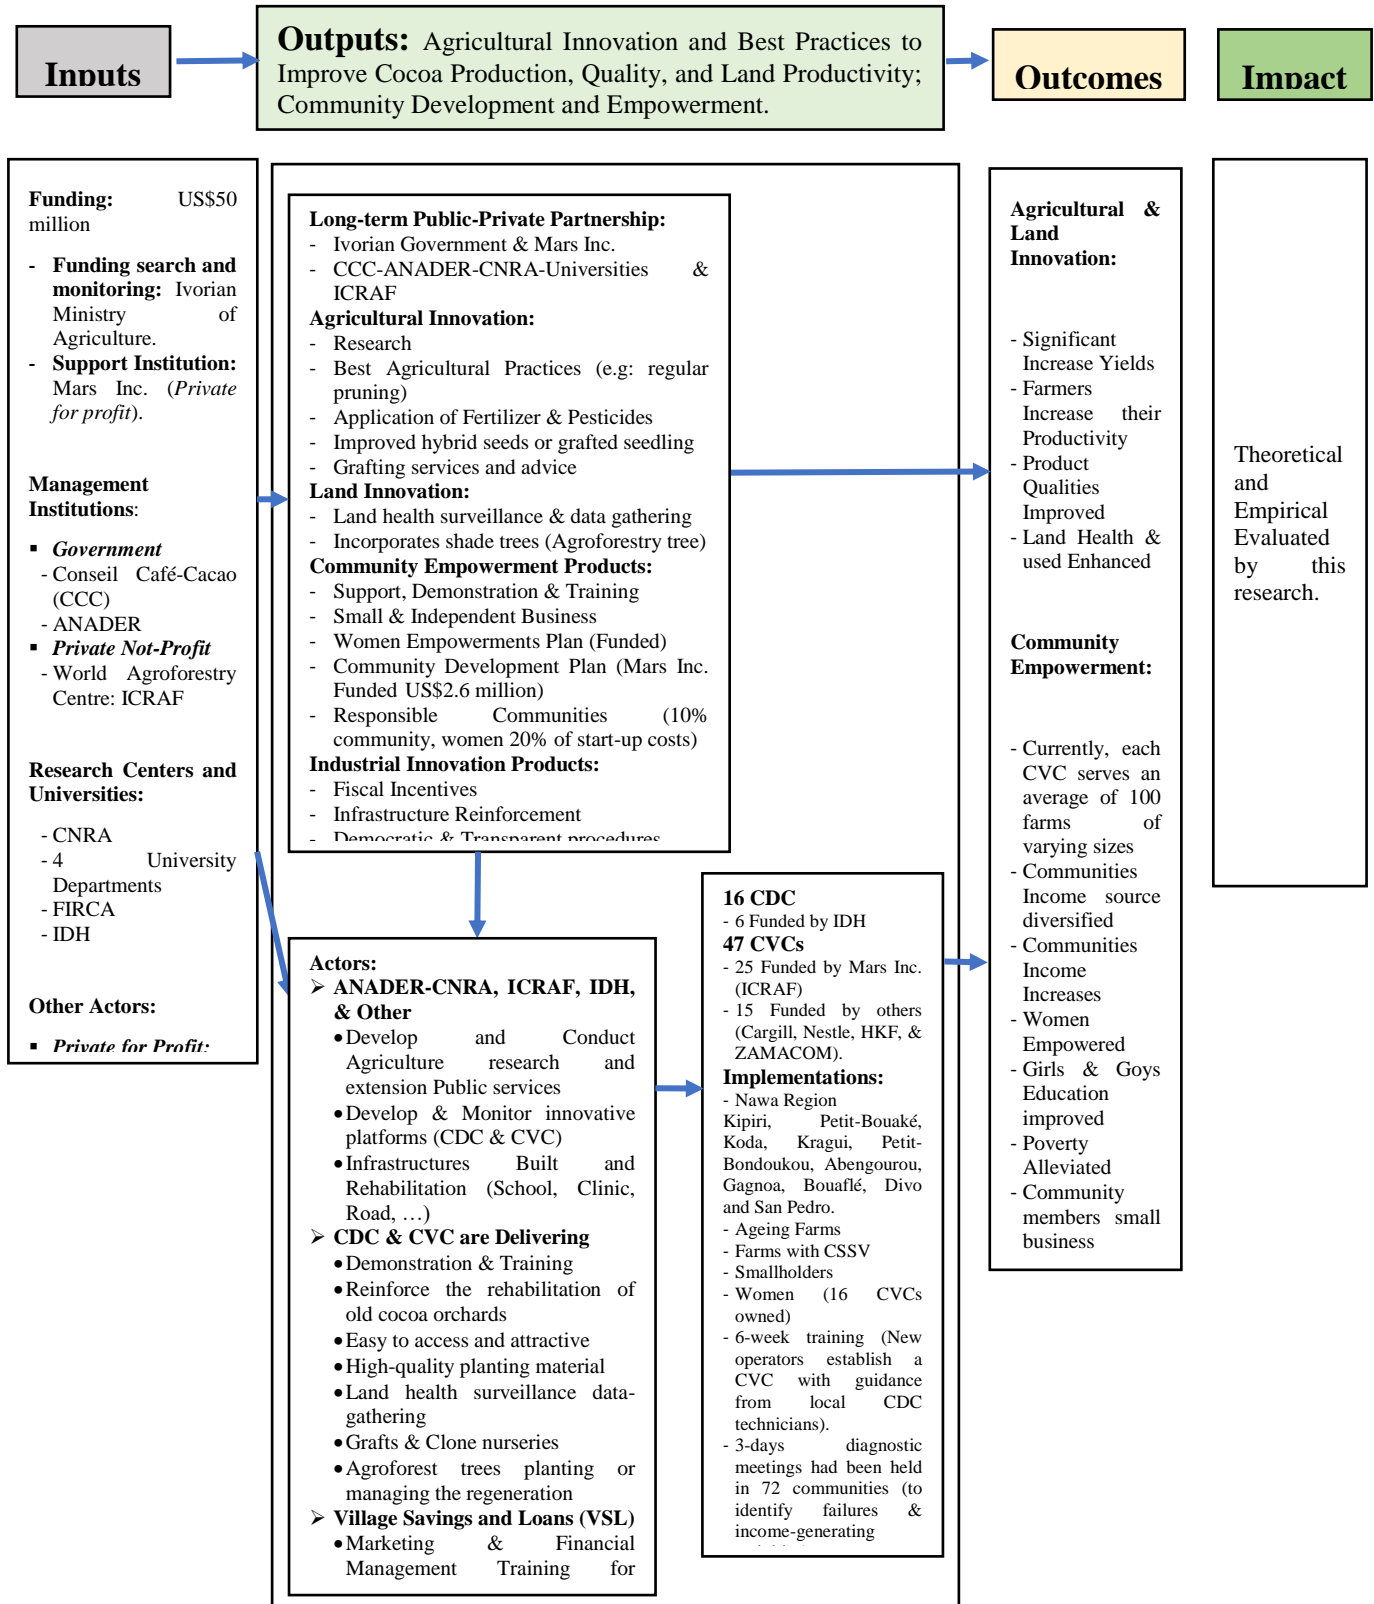 Inputs
Outputs: Agricultural Innovation and Best Practices to
Improve Cocoa Production, Quality, and Land Productivity;
Community Development and Empowerment.
Outcomes
Impact
Funding: US$50
million
- Funding search and
monitoring: Ivorian
Ministry of
Agriculture.
- Support Institution:
Mars Inc. (Private
for profit).
Management
Institutions:
▪ Government
- Conseil Café-Cacao
(CCC)
- ANADER
▪ Private Not-Profit
- World Agroforestry
Centre: ICRAF
Research Centers and
Universities:
- CNRA
- 4 University
Departments
- FIRCA
- IDH
Other Actors:
▪ Private for Profit:
Long-term Public-Private Partnership:
- Ivorian Government & Mars Inc.
- CCC-ANADER-CNRA-Universities &
ICRAF
Agricultural Innovation:
- Research
- Best Agricultural Practices (e.g: regular
pruning)
- Application of Fertilizer & Pesticides
- Improved hybrid seeds or grafted seedling
- Grafting services and advice
Land Innovation:
- Land health surveillance & data gathering
- Incorporates shade trees (Agroforestry tree)
Community Empowerment Products:
- Support, Demonstration & Training
- Small & Independent Business
- Women Empowerments Plan (Funded)
- Community Development Plan (Mars Inc.
Funded US$2.6 million)
- Responsible Communities (10%
community, women 20% of start-up costs)
Industrial Innovation Products:
- Fiscal Incentives
- Infrastructure Reinforcement
- Democratic & Transparent procedures
Actors:
➢ ANADER-CNRA, ICRAF, IDH,
& Other
• Develop and Conduct
Agriculture research and
extension Public services
• Develop & Monitor innovative
platforms (CDC & CVC)
• Infrastructures Built and
Rehabilitation (School, Clinic,
Road, …)
➢ CDC & CVC are Delivering
• Demonstration & Training
• Reinforce the rehabilitation of
old cocoa orchards
• Easy to access and attractive
• High-quality planting material
• Land health surveillance data-
gathering
• Grafts & Clone nurseries
• Agroforest trees planting or
managing the regeneration
➢ Village Savings and Loans (VSL)
• Marketing & Financial
Management Training for
16 CDC
- 6 Funded by IDH
47 CVCs
- 25 Funded by Mars Inc.
(ICRAF)
- 15 Funded by others
(Cargill, Nestle, HKF, &
ZAMACOM).
Implementations:
- Nawa Region
Kipiri, Petit-Bouaké,
Koda, Kragui, Petit-
Bondoukou, Abengourou,
Gagnoa, Bouaflé, Divo
and San Pedro.
- Ageing Farms
- Farms with CSSV
- Smallholders
- Women (16 CVCs
owned)
- 6-week training (New
operators establish a
CVC with guidance
from local CDC
technicians).
- 3-days diagnostic
meetings had been held
in 72 communities (to
identify failures &
income-generating
Agricultural &
Land
Innovation:
- Significant
Increase Yields
- Farmers
Increase their
Productivity
- Product
Qualities
Improved
- Land Health &
used Enhanced
Community
Empowerment:
- Currently, each
CVC serves an
average of 100
farms of
varying sizes
- Communities
Income source
diversified
- Communities
Income
Increases
- Women
Empowered
- Girls & Goys
Education
improved
- Poverty
Alleviated
- Community
members small
business
Theoretical
and
Empirical
Evaluated
by this
research.